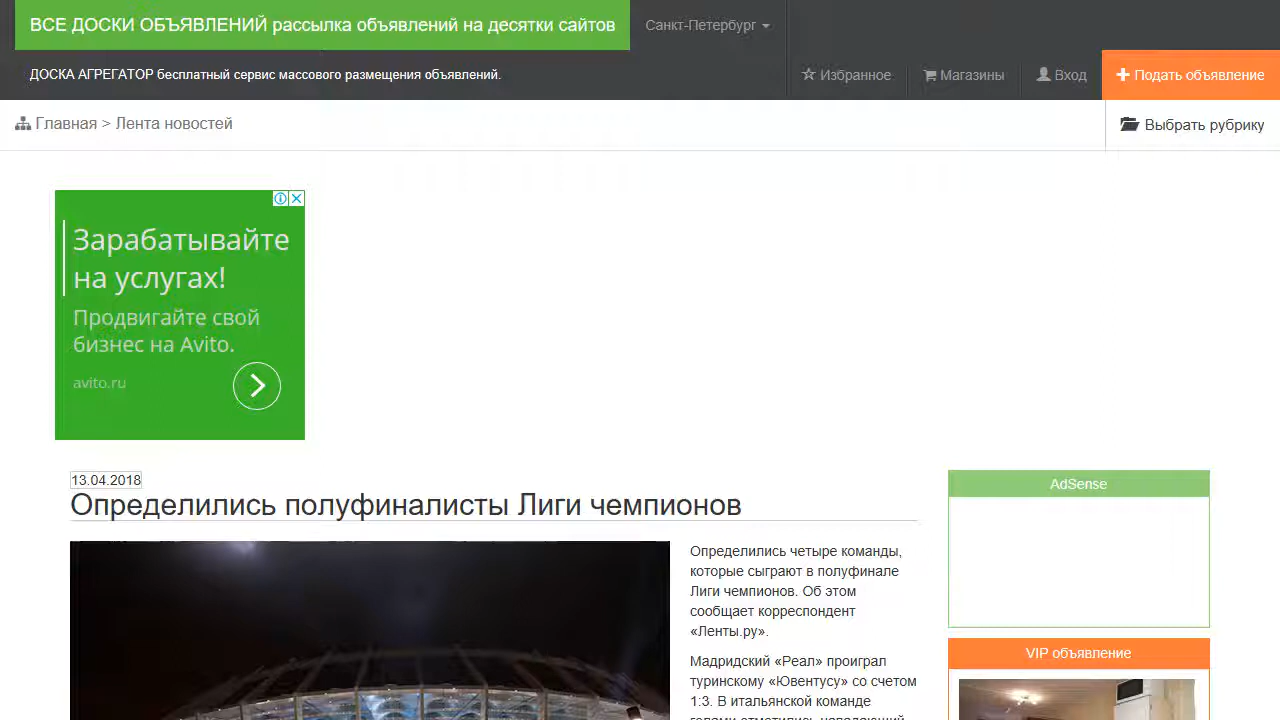 ВСЕ ДОСКИ ОБЪЯВЛЕНИЙ рассылка объявлений на десятки сайтов
Санкт-Петербург
ДОСКА АГРЕГАТОР бесплатный сервис массового размещения объявлений.
Избранное
Магазины
Вход
Подать объявление
Главная > Лента новостей
Выбрать рубрику
Зарабатывайте
на услугах!
Продвигайте свой
бизнес на Avito.
avito.ru
13.04.2018
Определились полуфиналисты Лиги чемпионов
Определились четыре команды,
которые сыграют в полуфинале
Лиги чемпионов. Об этом
сообщает корреспондент
«Ленты.ру».
Мадридский «Реал» проиграл
туринскому «Ювентусу» со счетом
1:3. В итальянской команде
голами отметились нападающий
AdSense
VIP объявление